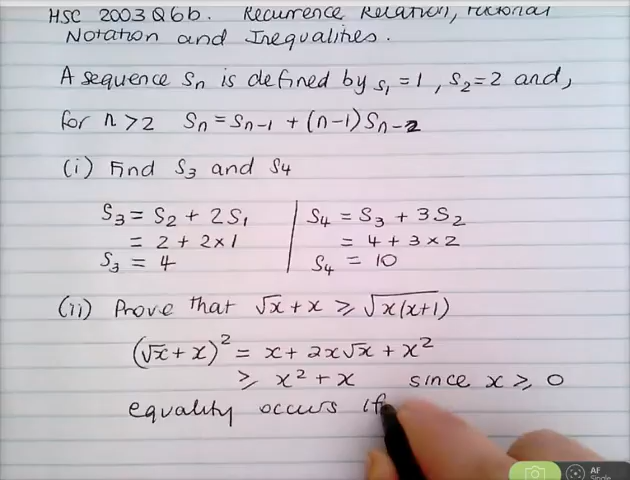 HSC 2003 Q6b. Recurrence Relation, Factorial
Notation and Inequalities.
A sequence Sn is defined by s₁ = 1, s₂ = 2 and,
for n > 2 Sn = Sn-1 + (n-1) Sn-2
(i) Find S₃ and S₄
S₃ = S₂ + 2S₁
= 2 + 2 × 1
S₃ = 4
S₄ = S₃ + 3S₂
= 4 + 3 × 2
S₄ = 10
(ii) Prove that √x + x ≥ √x(x+1)
(√x + x)² = x + 2x√x + x²
≥ x² + x since x ≥ 0
equality occurs if
AF
Single